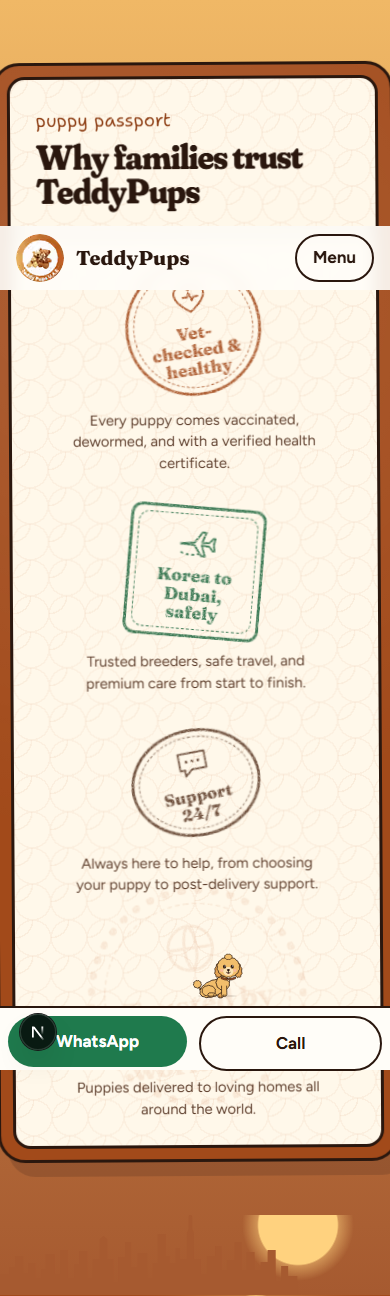 puppy passport
Why families trust
TeddyPups
TeddyPups
Menu
Vet-
checked &
healthy
Every puppy comes vaccinated,
dewormed, and with a verified health
certificate.
Korea to
Dubai,
safely
Trusted breeders, safe travel, and
premium care from start to finish.
Support
24/7
Always here to help, from choosing
your puppy to post-delivery support.
by
N
WhatsApp
Call
Puppies delivered to loving homes all
around the world.